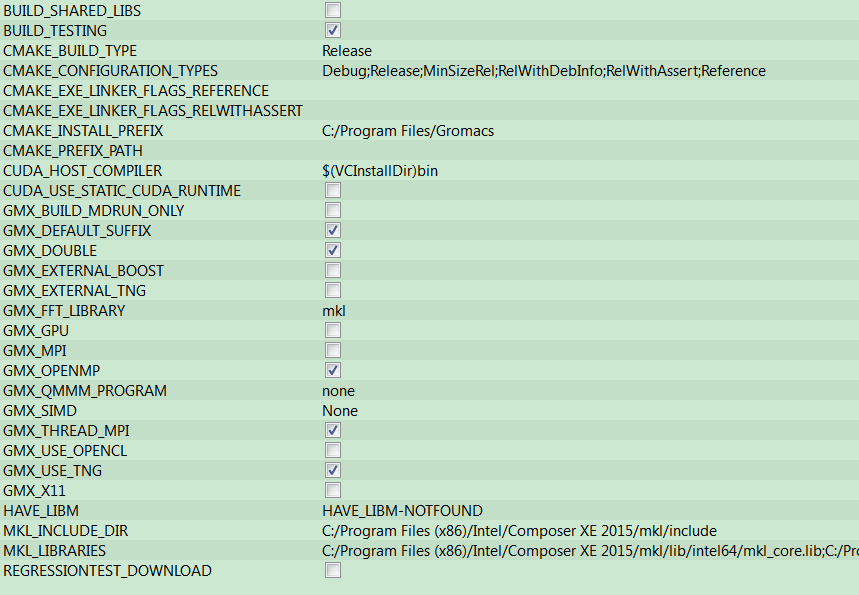 BUILD_SHARED_LIBS
BUILD_TESTING
CMAKE_BUILD_TYPE Release
CMAKE_CONFIGURATION_TYPES Debug;Release;MinSizeRel;RelWithDebInfo;RelWithAssert;Reference
CMAKE_EXE_LINKER_FLAGS_REFERENCE
CMAKE_EXE_LINKER_FLAGS_RELWITHASSERT
CMAKE_INSTALL_PREFIX C:/Program Files/Gromacs
CMAKE_PREFIX_PATH
CUDA_HOST_COMPILER $(VCInstallDir)bin
CUDA_USE_STATIC_CUDA_RUNTIME
GMX_BUILD_MDRUN_ONLY
GMX_DEFAULT_SUFFIX
GMX_DOUBLE
GMX_EXTERNAL_BOOST
GMX_EXTERNAL_TNG
GMX_FFT_LIBRARY mkl
GMX_GPU
GMX_MPI
GMX_OPENMP
GMX_QMMM_PROGRAM none
GMX_SIMD None
GMX_THREAD_MPI
GMX_USE_OPENCL
GMX_USE_TNG
GMX_X11
HAVE_LIBM HAVE_LIBM-NOTFOUND
MKL_INCLUDE_DIR C:/Program Files (x86)/Intel/Composer XE 2015/mkl/include
MKL_LIBRARIES C:/Program Files (x86)/Intel/Composer XE 2015/mkl/lib/intel64/mkl_core.lib;C:/Pro
REGRESSIONTEST_DOWNLOAD